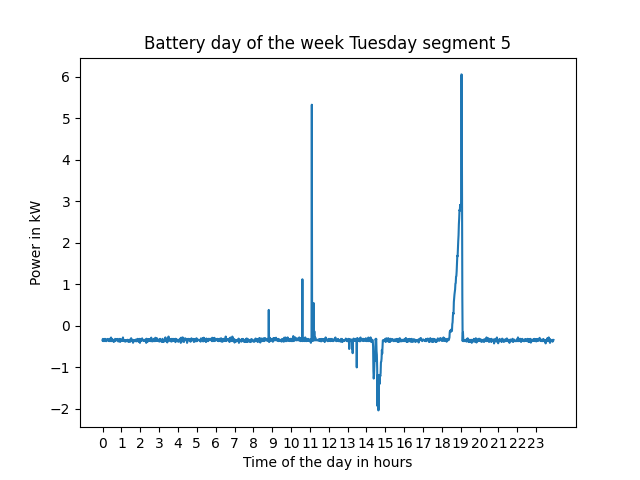 Battery day of the week Tuesday segment 5
Power in kW
6
5
4
3
2
1
0
−1
−2
0 1 2 3 4 5 6 7 8 9 10 11 12 13 14 15 16 17 18 19 20 21 22 23
Time of the day in hours